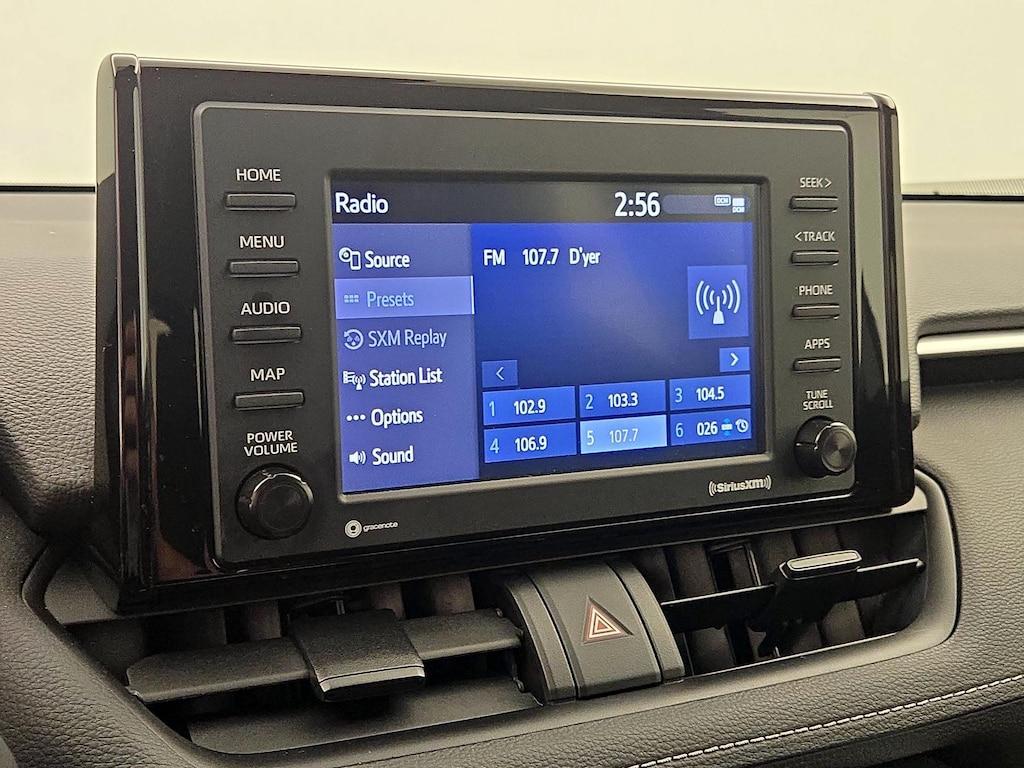 HOME
MENU
AUDIO
MAP
POWER
VOLUME
Radio 2:56 DCM
DCM
Source
Presets
SXM Replay
Station List
Options
Sound
FM 107.7 D'yer
< >
1 102.9 2 103.3 3 104.5
4 106.9 5 107.7 6 026
SEEK >
< TRACK
PHONE
APPS
TUNE
SCROLL
gracenote
((SiriusXM))